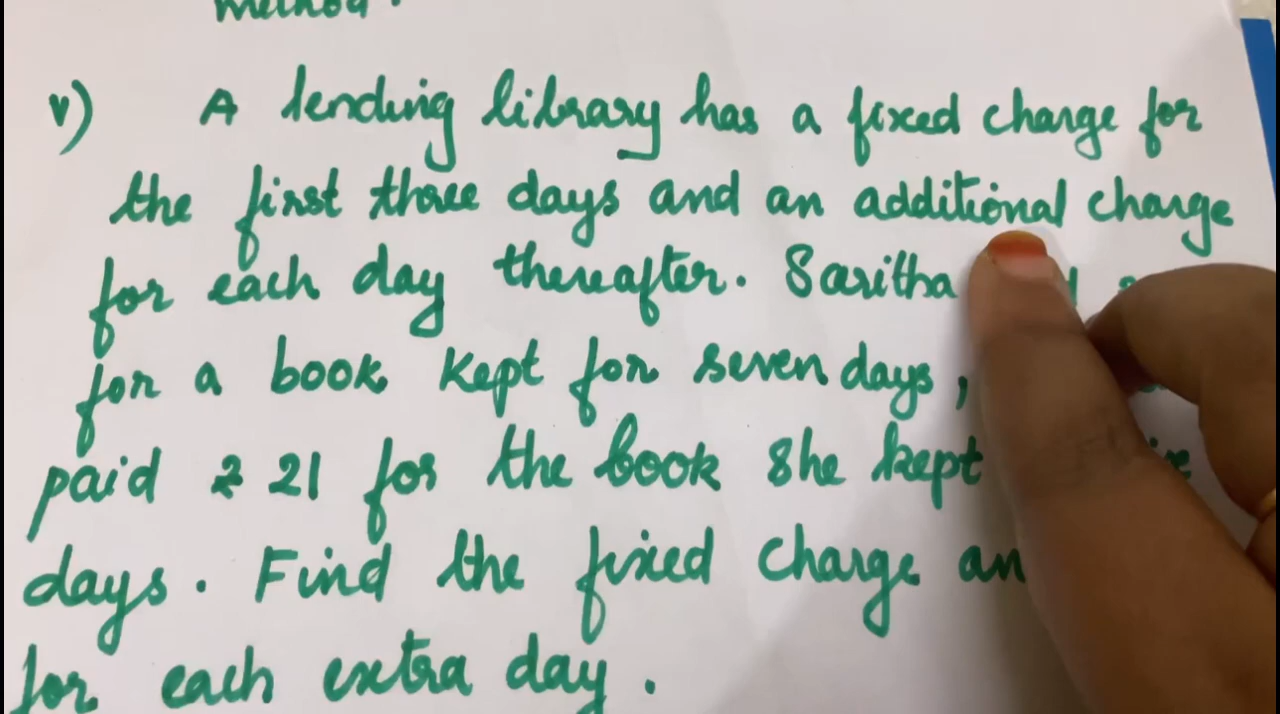 method.
v) A lending library has a fixed charge for
the first three days and an additional charge
for each day thereafter. Saritha
for a book kept for seven days,
paid ₹ 21 for the book she kept
days. Find the fixed charge an
for each extra day.